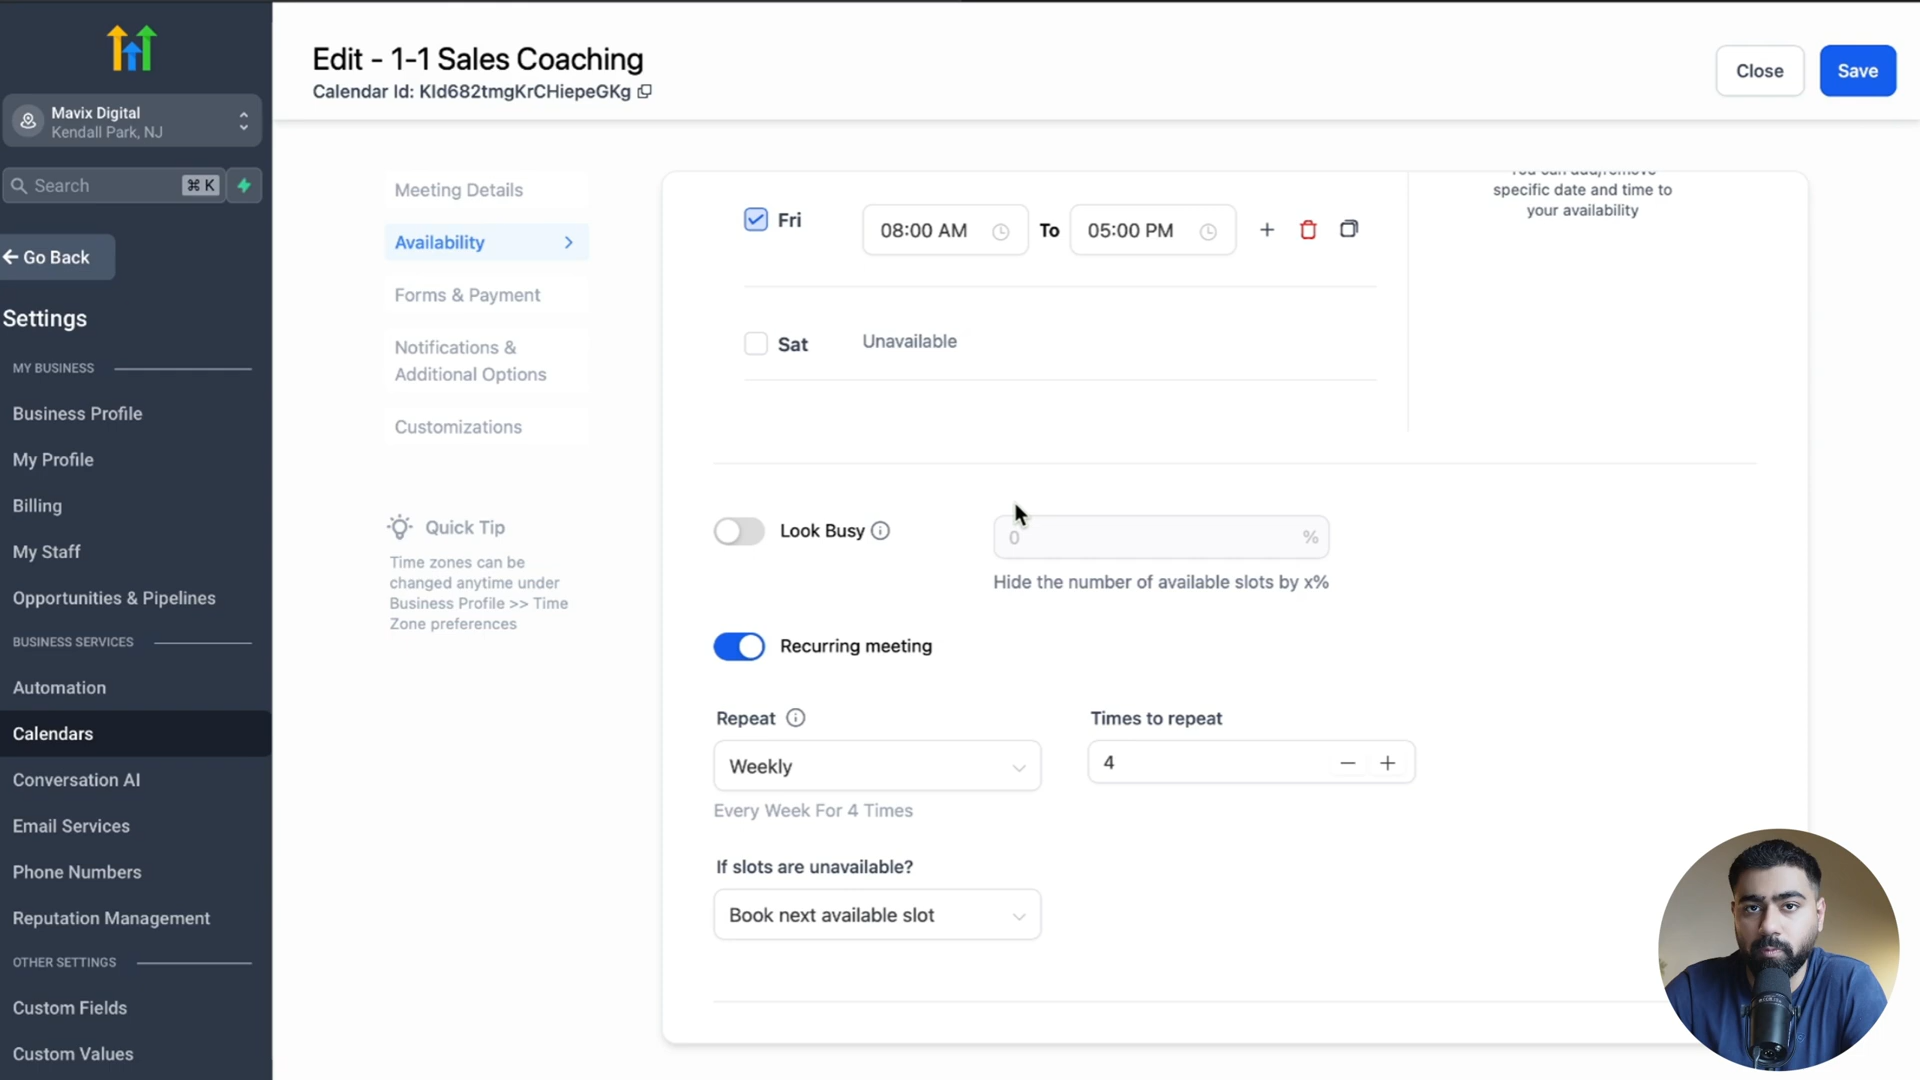 Edit - 1-1 Sales Coaching
Calendar Id: KId682tmgKrCHiepeGKg
Close
Save
Mavix Digital
Kendall Park, NJ
Search
⌘ K
Go Back
Settings
MY BUSINESS
Business Profile
My Profile
Billing
My Staff
Opportunities & Pipelines
BUSINESS SERVICES
Automation
Calendars
Conversation AI
Email Services
Phone Numbers
Reputation Management
OTHER SETTINGS
Custom Fields
Custom Values
Meeting Details
Availability
Forms & Payment
Notifications &
Additional Options
Customizations
Quick Tip
Time zones can be
changed anytime under
Business Profile >> Time
Zone preferences
Fri
08:00 AM
To
05:00 PM
You can add/remove
specific date and time to
your availability
Sat
Unavailable
Look Busy
0
%
Hide the number of available slots by x%
Recurring meeting
Repeat
Times to repeat
Weekly
4
Every Week For 4 Times
If slots are unavailable?
Book next available slot